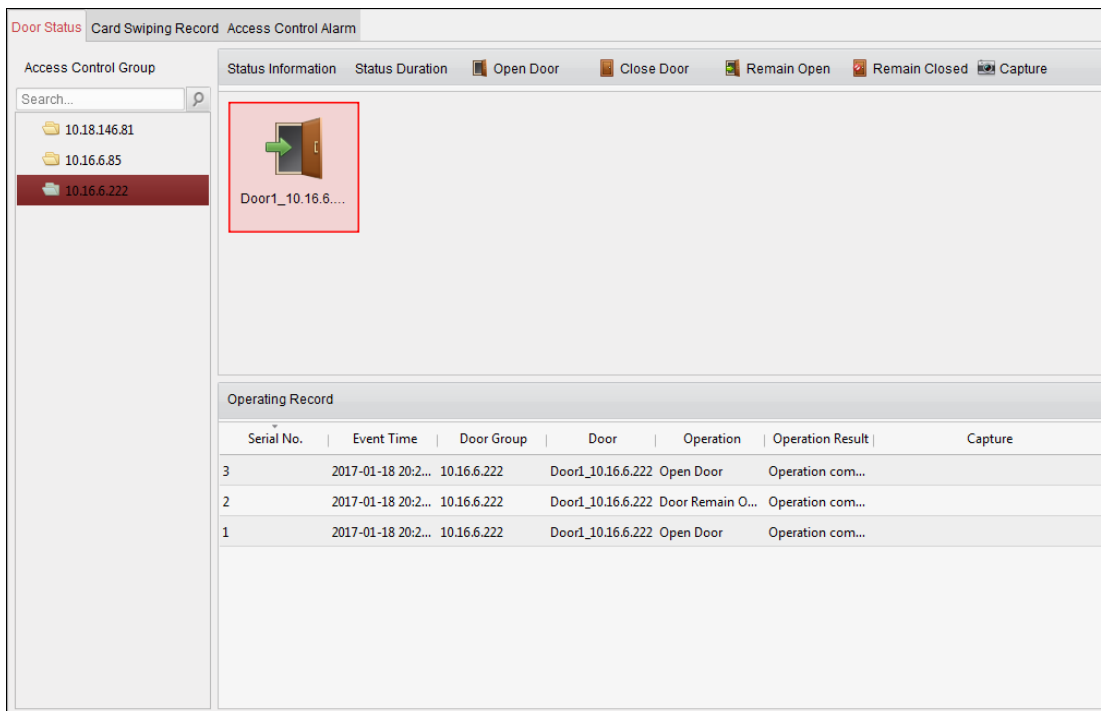 Door Status Card Swiping Record Access Control Alarm
Access Control Group
Search...
10.18.146.81
10.16.6.85
10.16.6.222
Status Information Status Duration Open Door Close Door Remain Open Remain Closed Capture
Door1_10.16.6....
Operating Record
Serial No. Event Time Door Group Door Operation Operation Result Capture
3 2017-01-18 20:2... 10.16.6.222 Door1_10.16.6.222 Open Door Operation com...
2 2017-01-18 20:2... 10.16.6.222 Door1_10.16.6.222 Door Remain O... Operation com...
1 2017-01-18 20:2... 10.16.6.222 Door1_10.16.6.222 Open Door Operation com...